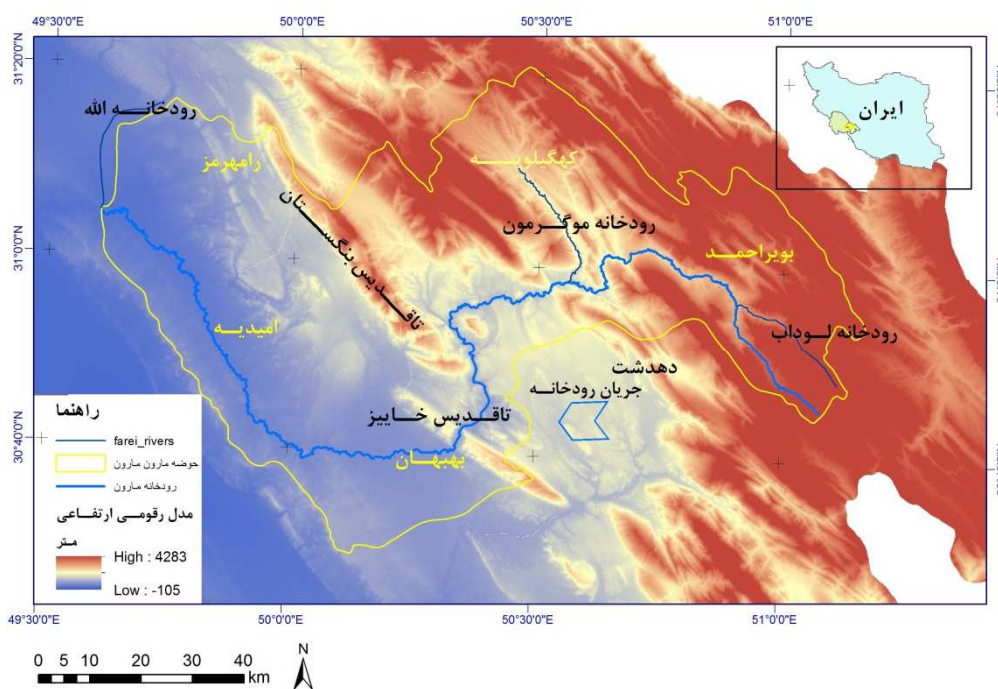 49°30'0"E
50°00'0"E
50°30'0"E
51°0'0"E
31°20'0"N
31°0'0"N
30°40'0"N
ایران
رودخانه الله
رامهرمز
کهگیلویه
تاقدیس بنگستان
رودخانه موگرمون
بویراحمد
امیدیه
رودخانه لوداب
دهدشت
جریان رودخانه
تاقدیس خاییز
بهبهان
راهنما
farei_rivers
حوضه مارون مارون
رودخانه مارون
مدل رقومی ارتفاعی
متر
High : 4283
Low : -105
49°30'0"E
50°00'0"E
50°30'0"E
51°0'0"E
0 5 10 20 30 40
km
N